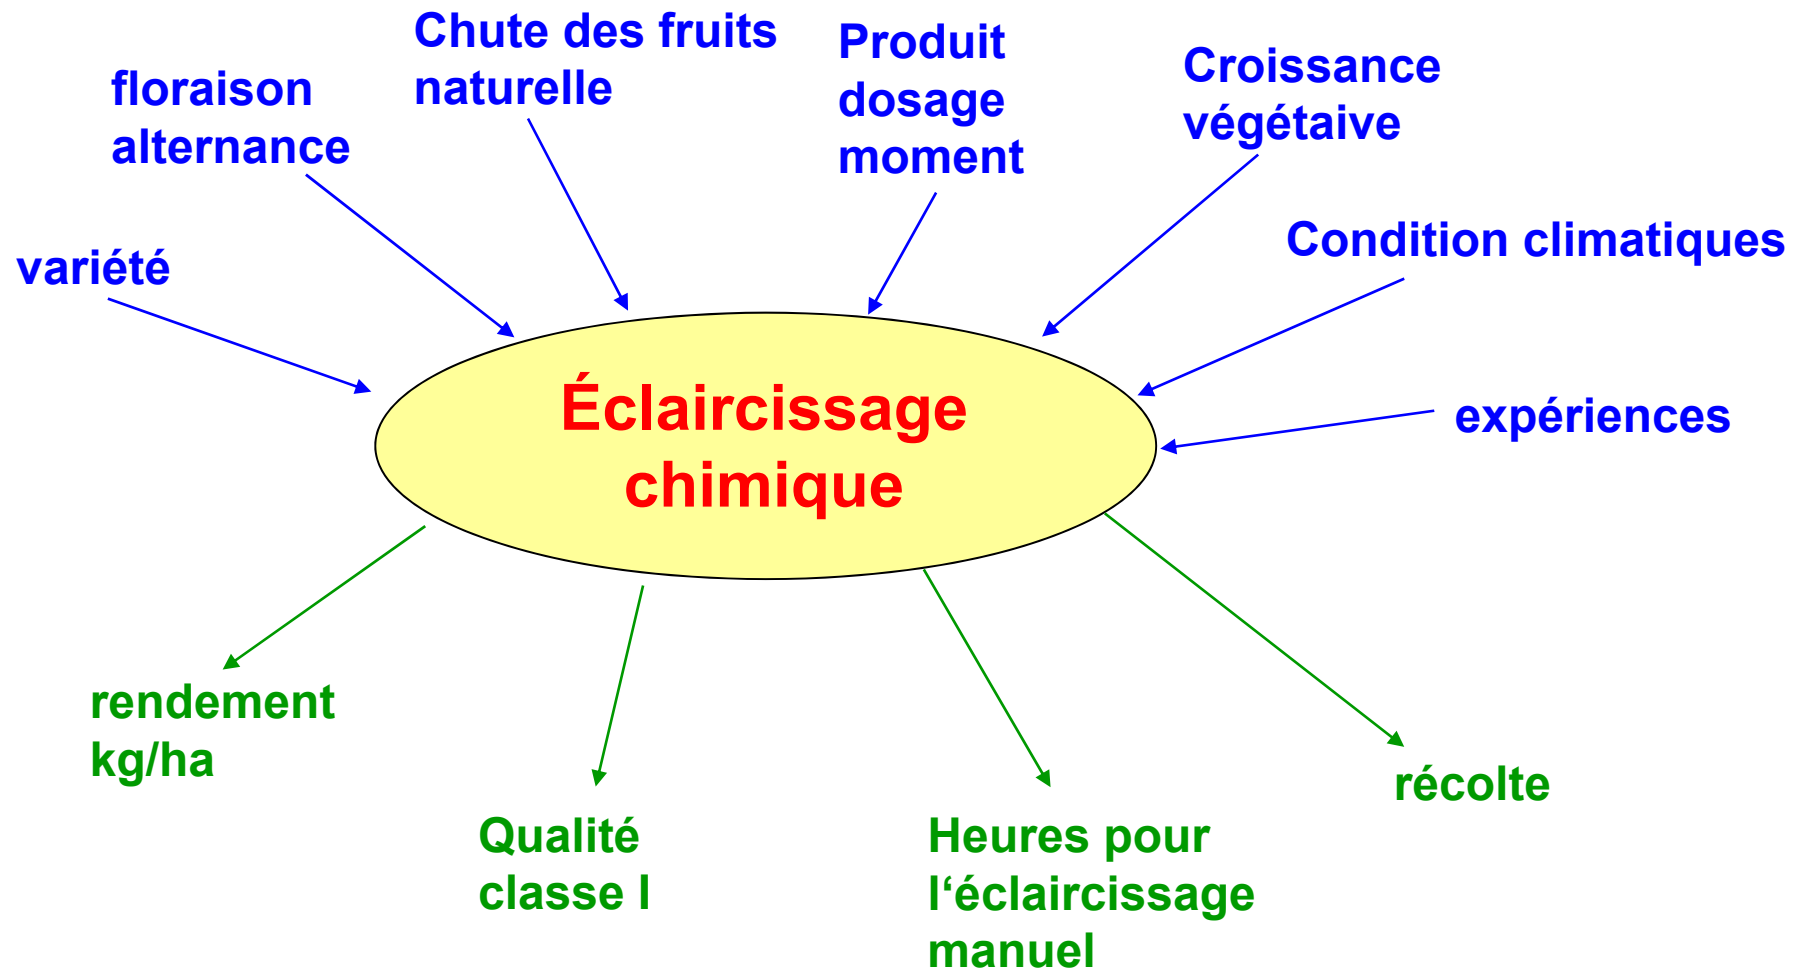 Chute des fruits
naturelle
Produit
dosage
moment
Croissance
végétaive
floraison
alternance
Condition climatiques
variété
expériences
Éclaircissage
chimique
rendement
kg/ha
récolte
Qualité
classe I
Heures pour
l‘éclaircissage
manuel